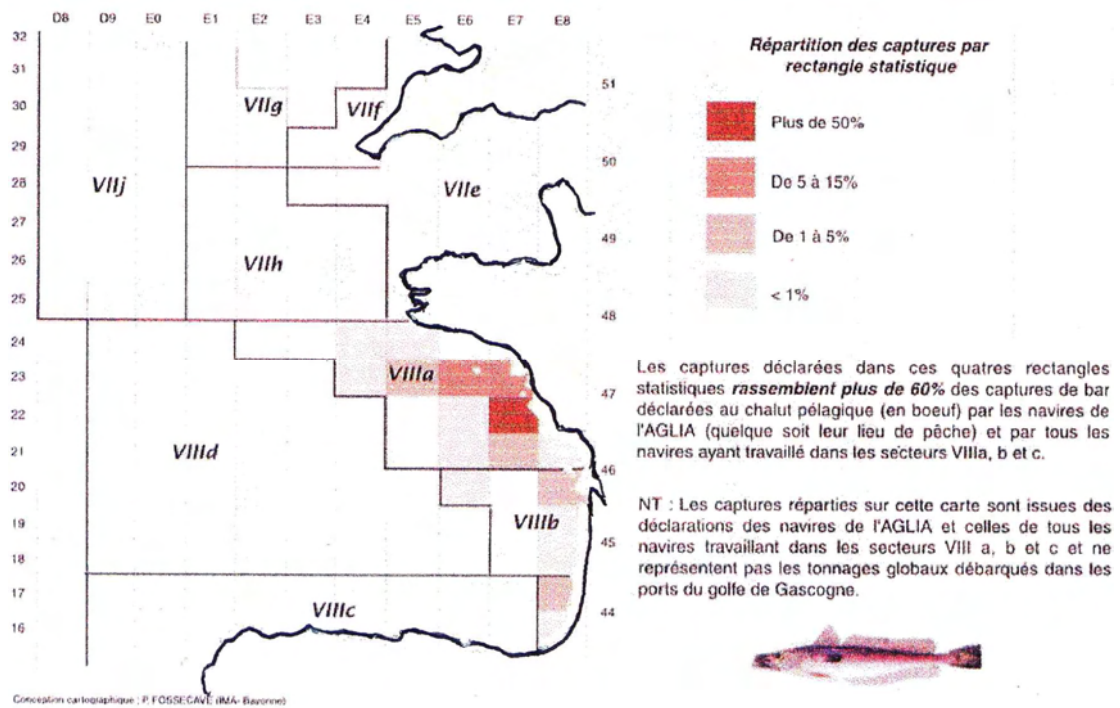 D8 D9 E0 E1 E2 E3 E4 E5 E6 E7 E8
32
31
30
29
28
27
26
25
24
23
22
21
20
19
18
17
16
51
50
49
48
47
46
45
44
VIIg
VIIf
VIIj
VIIe
VIIh
VIIIa
VIIId
VIIIb
VIIIc
Répartition des captures par
rectangle statistique
Plus de 50%
De 5 à 15%
De 1 à 5%
< 1%
Les captures déclarées dans ces quatres rectangles
statistiques rassemblent plus de 60% des captures de bar
déclarées au chalut pélagique (en boeuf) par les navires de
l'AGLIA (quelque soit leur lieu de pêche) et par tous les
navires ayant travaillé dans les secteurs VIIIa, b et c.
NT : Les captures réparties sur cette carte sont issues des
déclarations des navires de l'AGLIA et celles de tous les
navires travaillant dans les secteurs VIII a, b et c et ne
représentent pas les tonnages globaux débarqués dans les
ports du golfe de Gascogne.
Conception cartographique : P. FOSSECAVE (IMA- Bayonne)